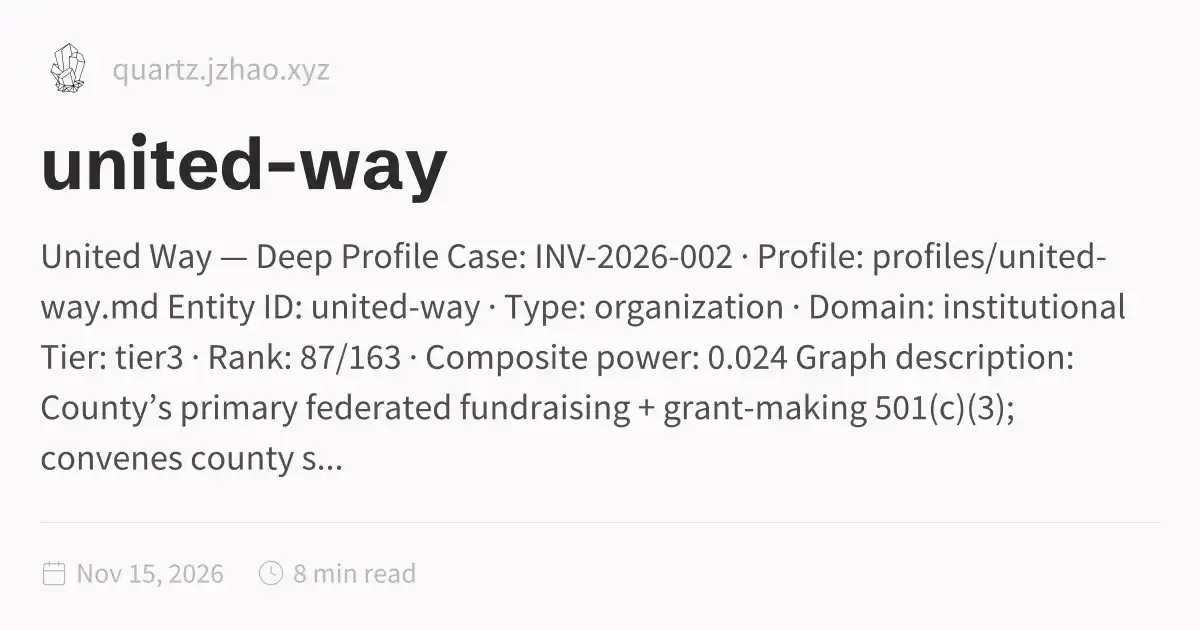 quartz.jzhao.xyz
united-way
United Way — Deep Profile Case: INV-2026-002 · Profile: profiles/united-
way.md Entity ID: united-way · Type: organization · Domain: institutional
Tier: tier3 · Rank: 87/163 · Composite power: 0.024 Graph description:
County’s primary federated fundraising + grant-making 501(c)(3);
convenes county s...
Nov 15, 2026 8 min read